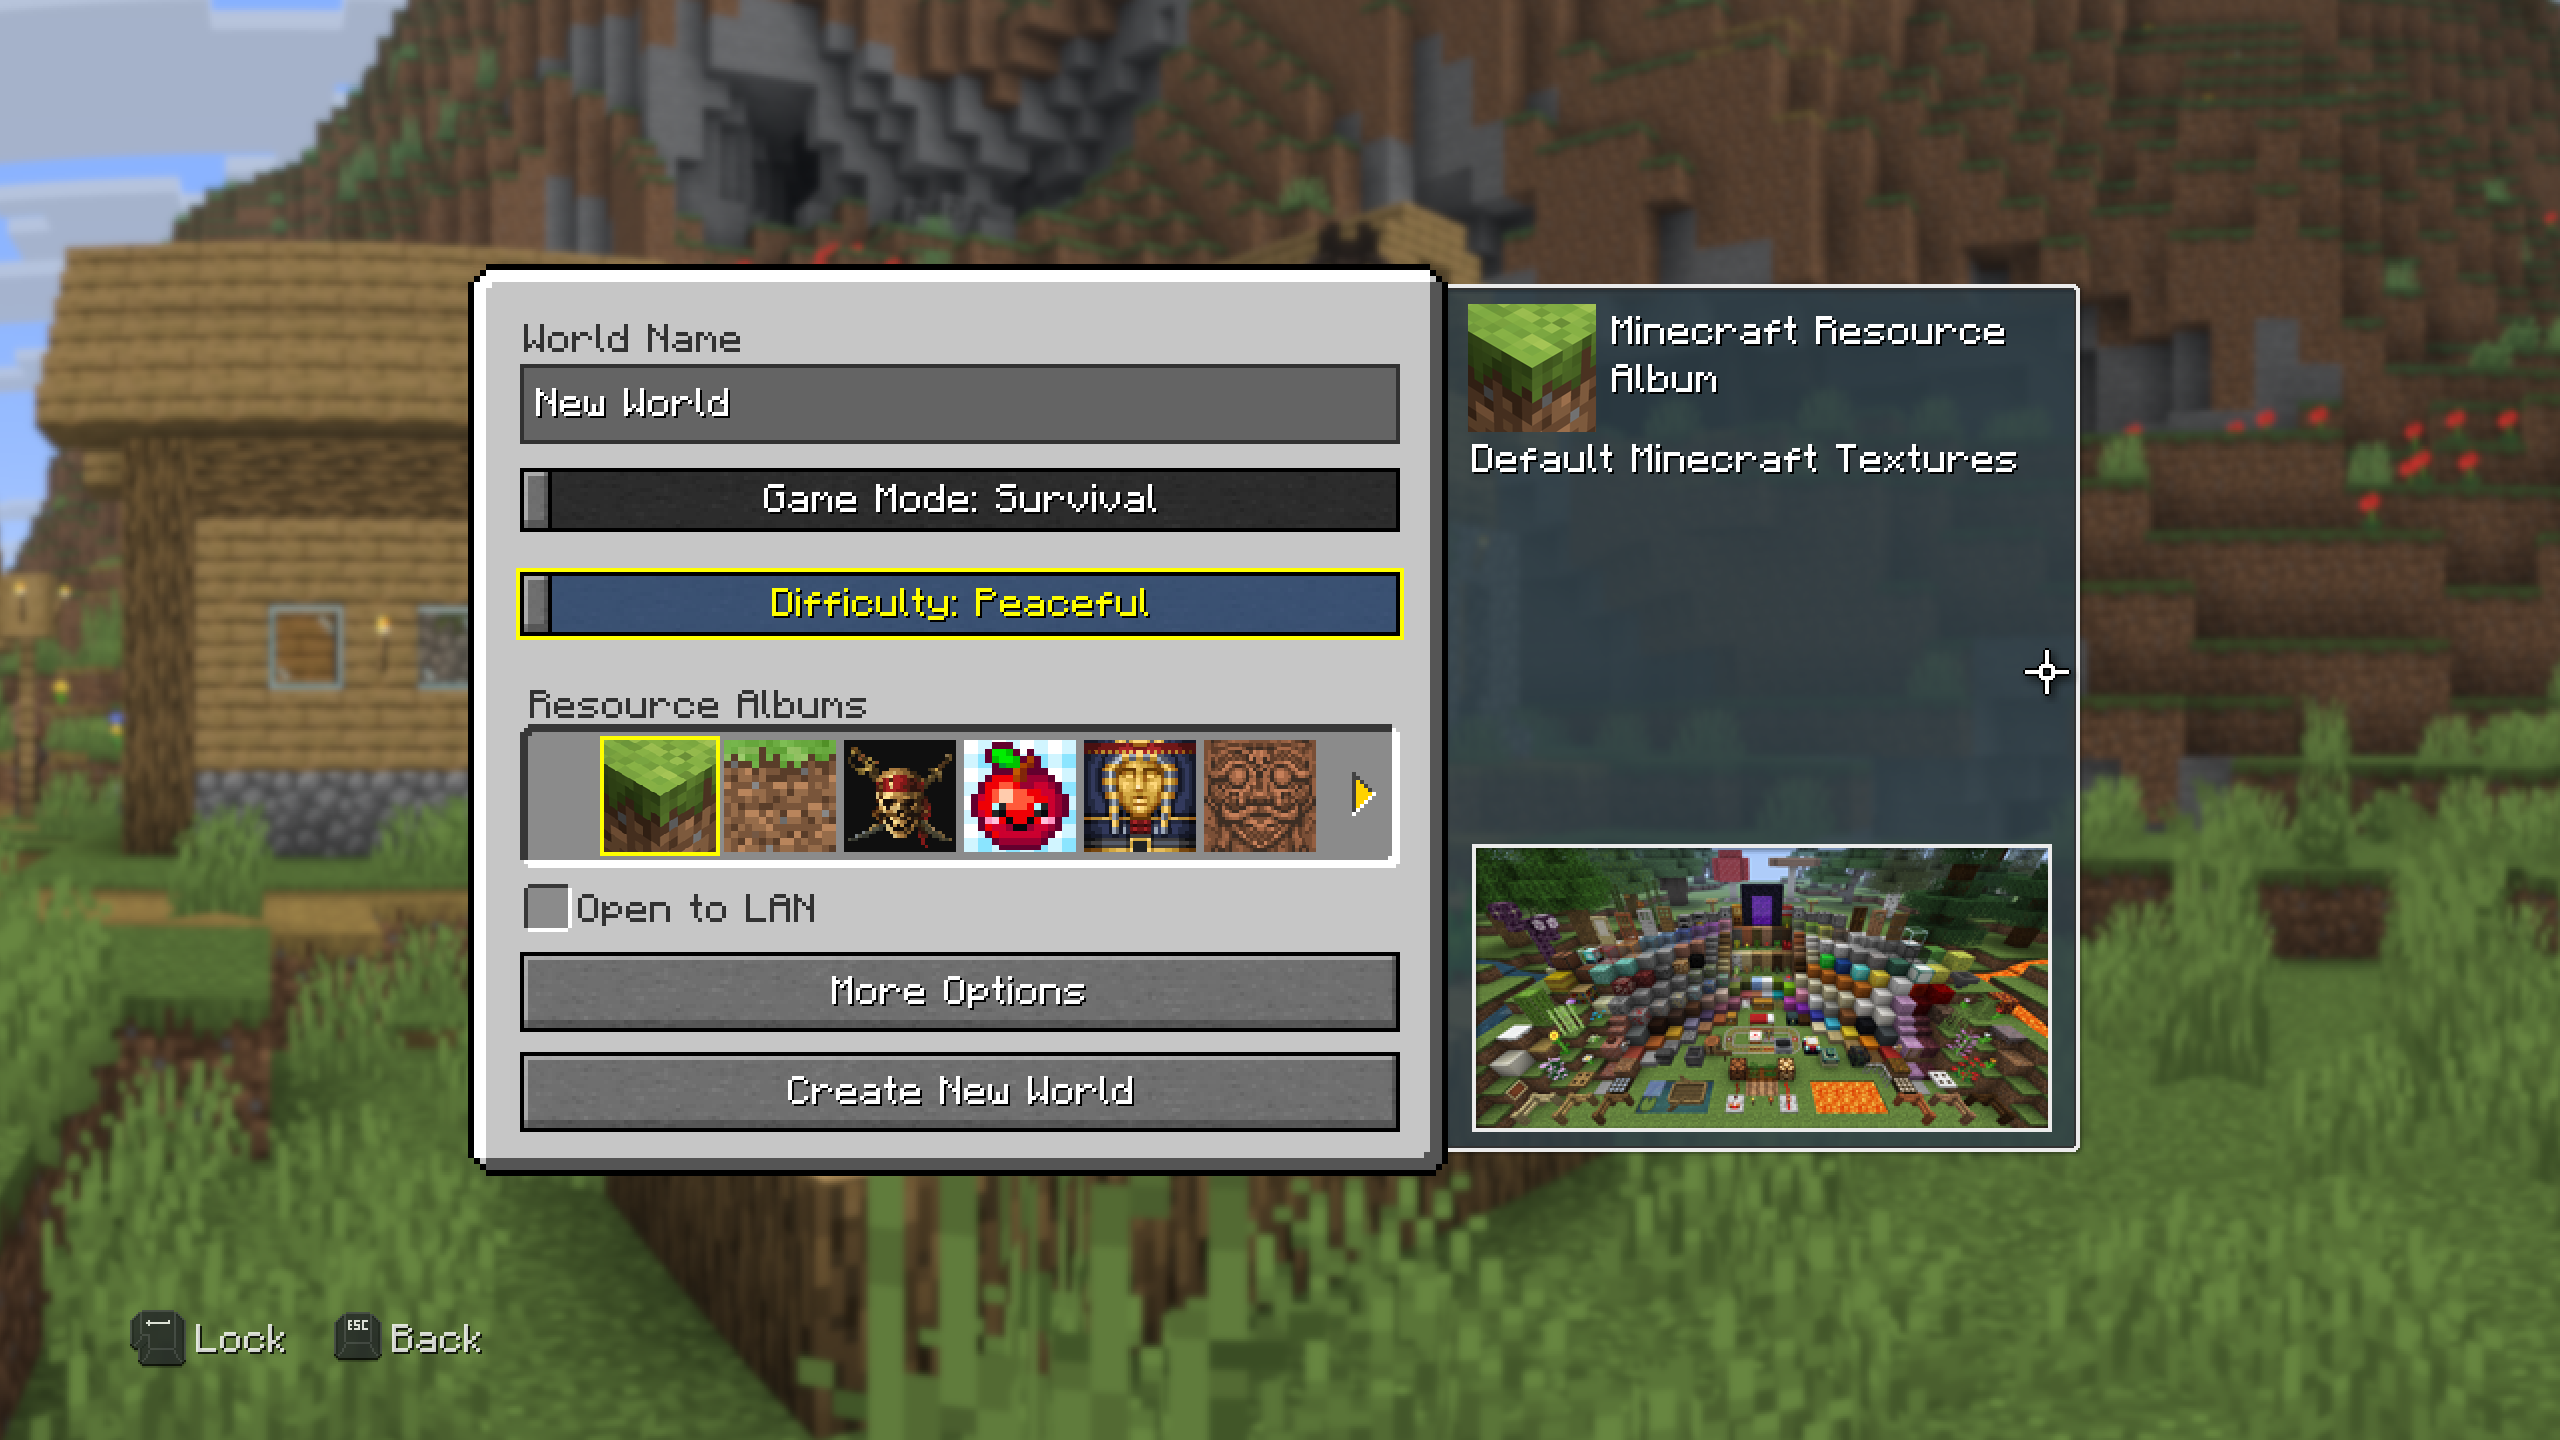 World Name
New World
Game Mode: Survival
Difficulty: Peaceful
Resource Albums
Open to LAN
More Options
Create New World
Minecraft Resource
Album
Default Minecraft Textures
Lock
ESC
Back